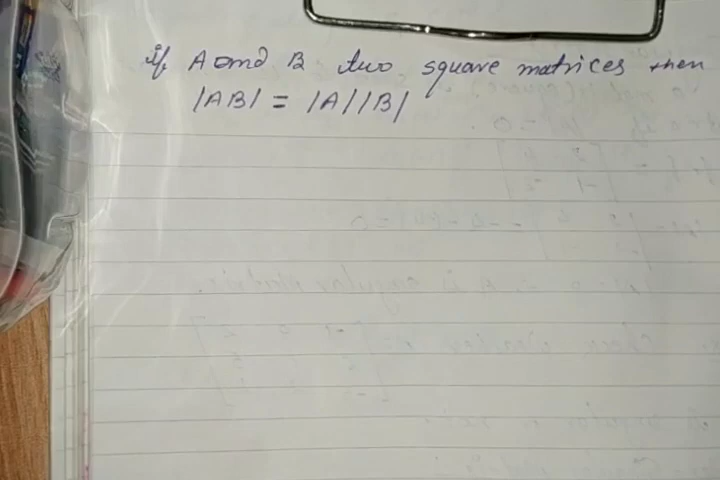 if A and B two square matrices then
|AB| = |A||B|